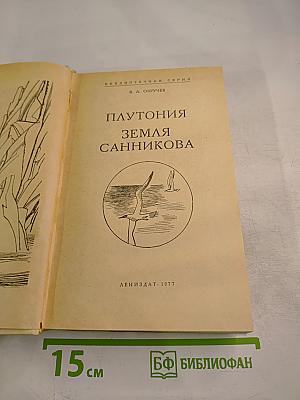 БИБЛИОТЕЧНАЯ СЕРИЯ
В. А. ОБРУЧЕВ
ПЛУТОНИЯ
ЗЕМЛЯ
САННИКОВА
ЛЕНИЗДАТ · 1977
15 см
БФ БИБЛИОФАН